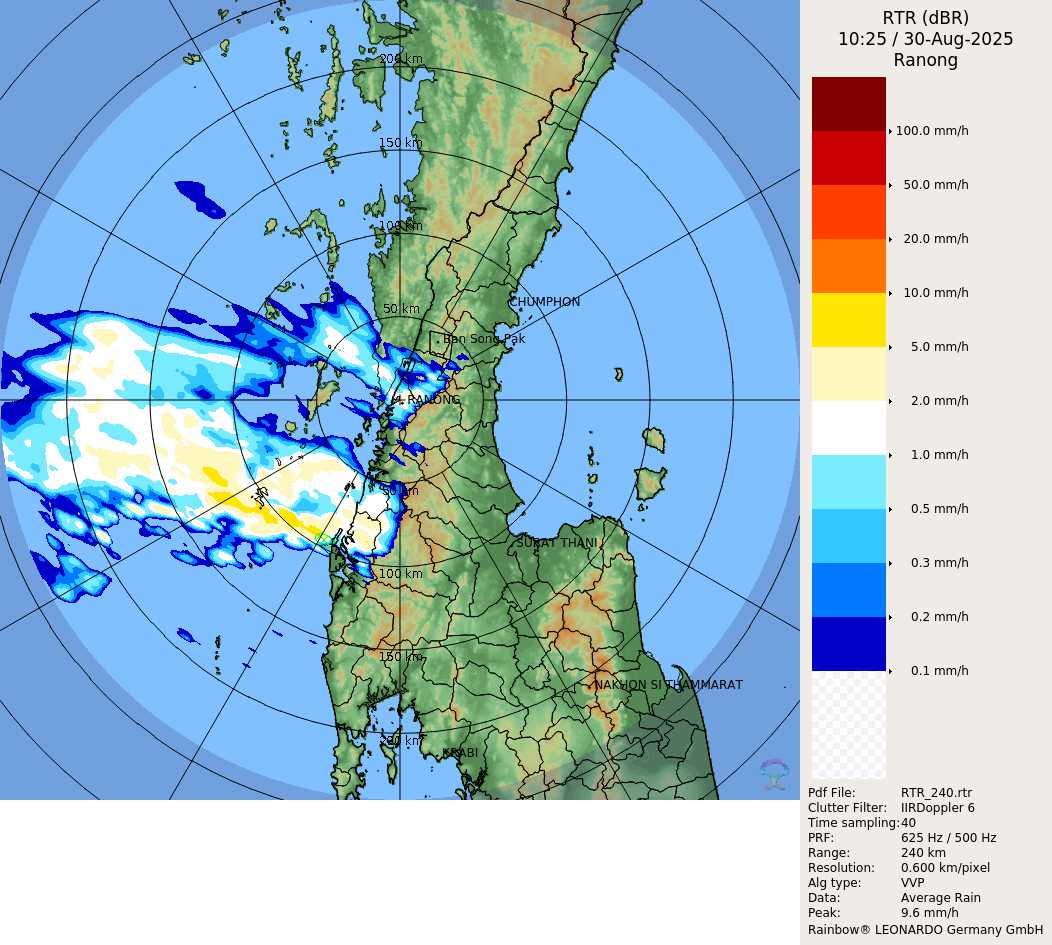 RTR (dBR)
10:25 / 30-Aug-2025
Ranong
200 km
150 km
100 km
50 km
CHUMPHON
Ban Song Pak
RANONG
50 km
SURAT THANI
100 km
150 km
NAKHON SI THAMMARAT
200 km
KRABI
100.0 mm/h
50.0 mm/h
20.0 mm/h
10.0 mm/h
5.0 mm/h
2.0 mm/h
1.0 mm/h
0.5 mm/h
0.3 mm/h
0.2 mm/h
0.1 mm/h
Pdf File: RTR_240.rtr
Clutter Filter: IIRDoppler 6
Time sampling:40
PRF: 625 Hz / 500 Hz
Range: 240 km
Resolution: 0.600 km/pixel
Alg type: VVP
Data: Average Rain
Peak: 9.6 mm/h
Rainbow® LEONARDO Germany GmbH